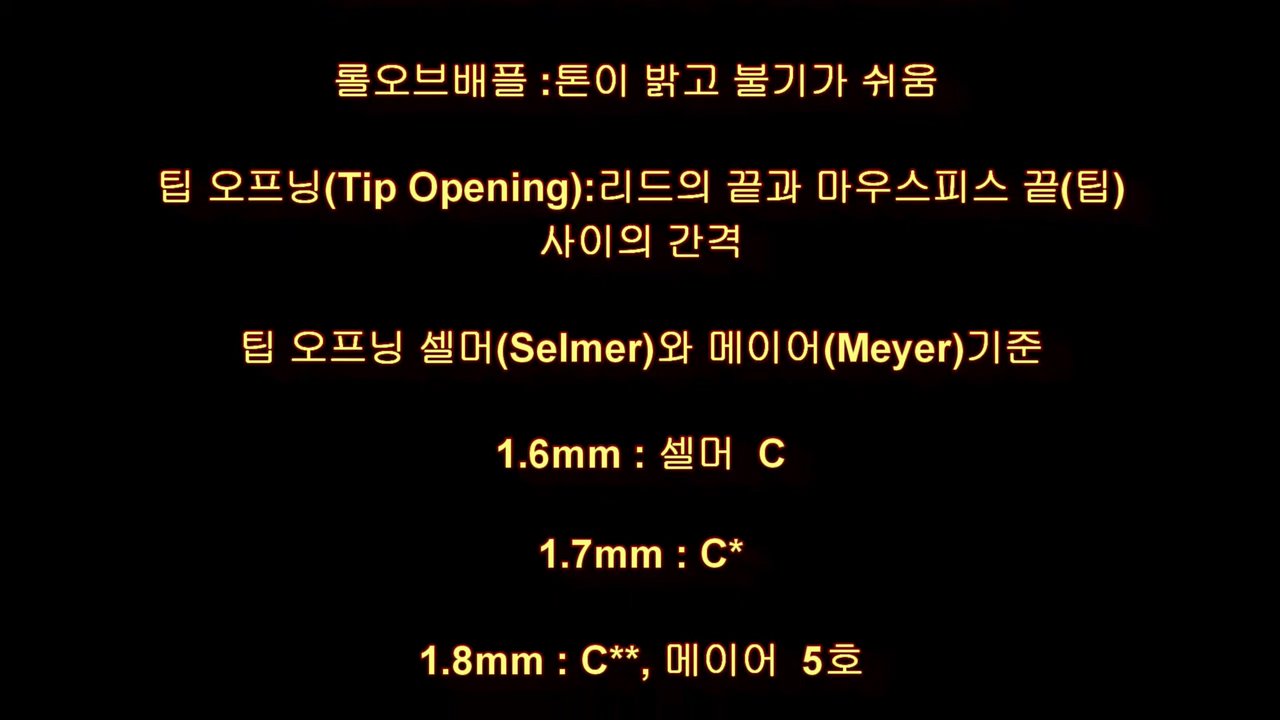 롤오브배플 :톤이 밝고 불기가 쉬움
팁 오프닝(Tip Opening):리드의 끝과 마우스피스 끝(팁)
사이의 간격
팁 오프닝 셀머(Selmer)와 메이어(Meyer)기준
1.6mm : 셀머 C
1.7mm : C*
1.8mm : C**, 메이어 5호